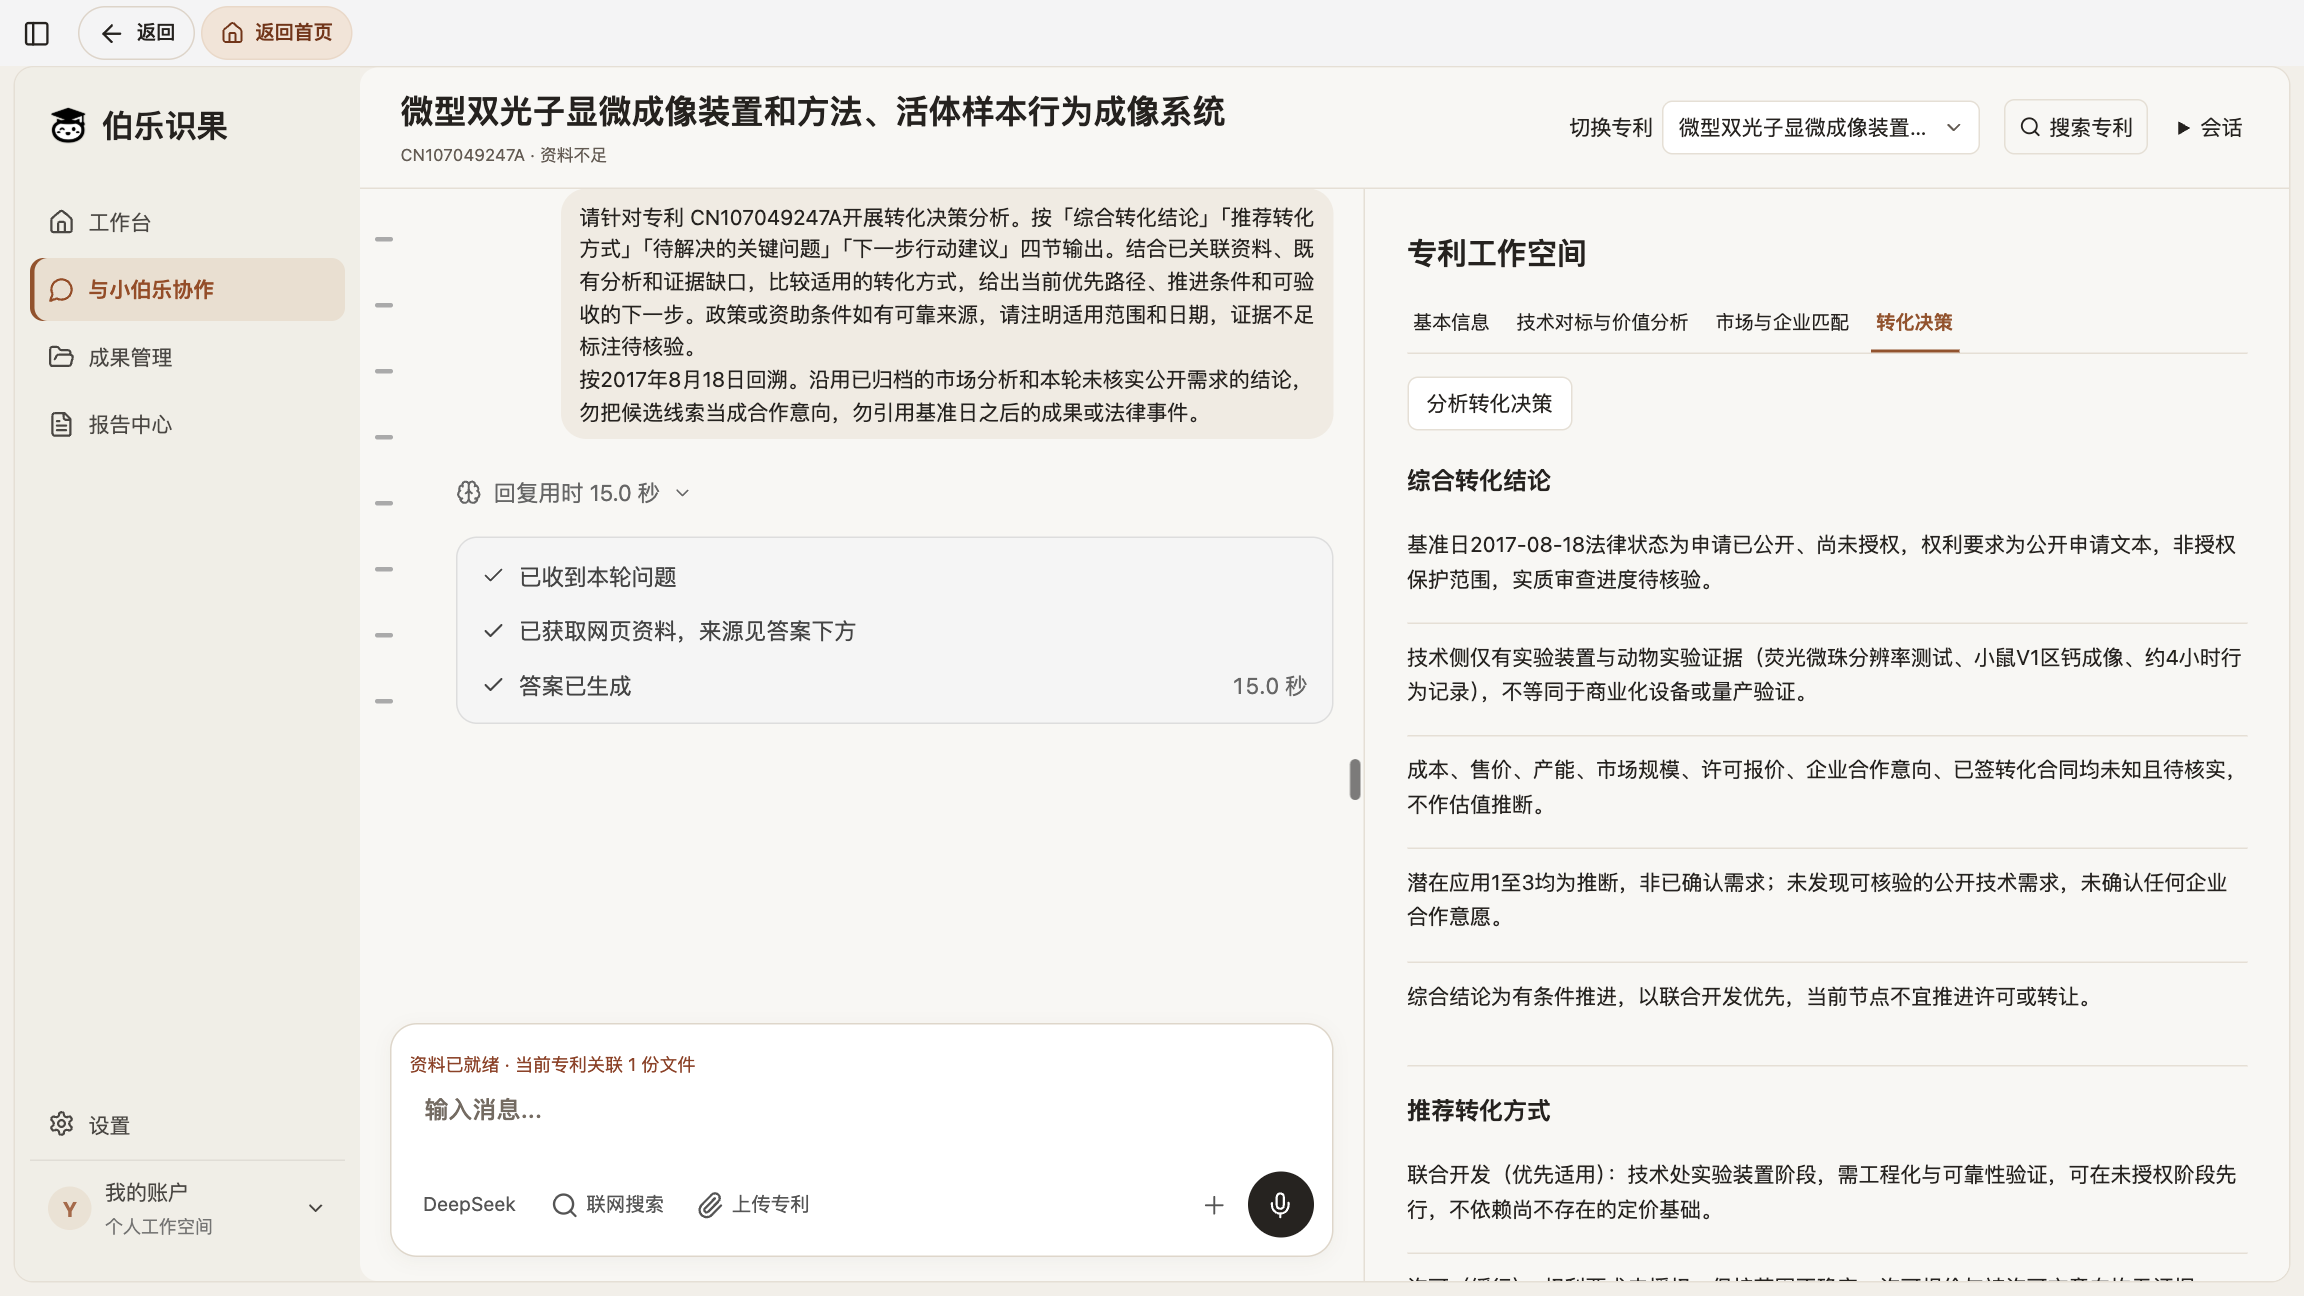 返回
返回首页
伯乐识果
工作台
与小伯乐协作
成果管理
报告中心
设置
Y
我的账户
个人工作空间
微型双光子显微成像装置和方法、活体样本行为成像系统
CN107049247A · 资料不足
切换专利
微型双光子显微成像装置...
搜索专利
会话
请针对专利 CN107049247A开展转化决策分析。按「综合转化结论」「推荐转化
方式」「待解决的关键问题」「下一步行动建议」四节输出。结合已关联资料、既
有分析和证据缺口，比较适用的转化方式，给出当前优先路径、推进条件和可验
收的下一步。政策或资助条件如有可靠来源，请注明适用范围和日期，证据不足
标注待核验。
按2017年8月18日回溯。沿用已归档的市场分析和本轮未核实公开需求的结论，
勿把候选线索当成合作意向，勿引用基准日之后的成果或法律事件。
回复用时 15.0 秒
已收到本轮问题
已获取网页资料，来源见答案下方
答案已生成
15.0 秒
资料已就绪 · 当前专利关联 1 份文件
输入消息...
DeepSeek
联网搜索
上传专利
专利工作空间
基本信息
技术对标与价值分析
市场与企业匹配
转化决策
分析转化决策
综合转化结论
基准日2017-08-18法律状态为申请已公开、尚未授权，权利要求为公开申请文本，非授权
保护范围，实质审查进度待核验。
技术侧仅有实验装置与动物实验证据（荧光微珠分辨率测试、小鼠V1区钙成像、约4小时行
为记录），不等同于商业化设备或量产验证。
成本、售价、产能、市场规模、许可报价、企业合作意向、已签转化合同均未知且待核实，
不作估值推断。
潜在应用1至3均为推断，非已确认需求；未发现可核验的公开技术需求，未确认任何企业
合作意愿。
综合结论为有条件推进，以联合开发优先，当前节点不宜推进许可或转让。
推荐转化方式
联合开发（优先适用）：技术处实验装置阶段，需工程化与可靠性验证，可在未授权阶段先
行，不依赖尚不存在的定价基础。